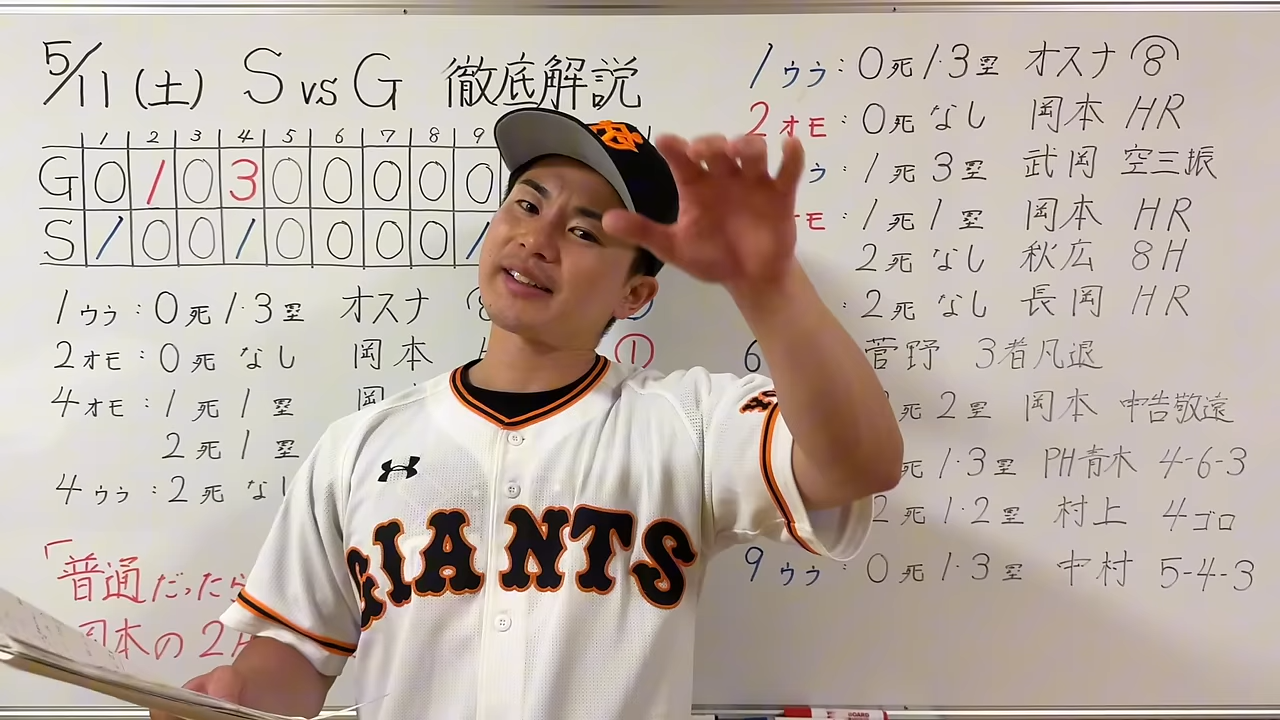 5/11(土) S vs G 徹底解説
1 2 3 4 5 6 7 8 9
G 0 1 0 3 0 0 0 0 0
S 1 0 0 1 0 0 0 0 1
1ウラ:0死1・3塁 オスナ
2オモ:0死なし 岡本
①
4オモ:1死1塁 岡
2死1塁
4ウラ:2死な
「普通だったら
岡本の2
1ウラ:0死1・3塁 オスナ 8
2オモ:0死なし 岡本 HR
ラ:1死3塁 武岡 空三振
オモ:1死1塁 岡本 HR
2死なし 秋広 8H
:2死なし 長岡 HR
6 菅野 3者凡退
死2塁 岡本 申告敬遠
死1・3塁 PH青木 4-6-3
2死1・2塁 村上 4ゴロ
9ウラ:0死1・3塁 中村 5-4-3
GIANTS